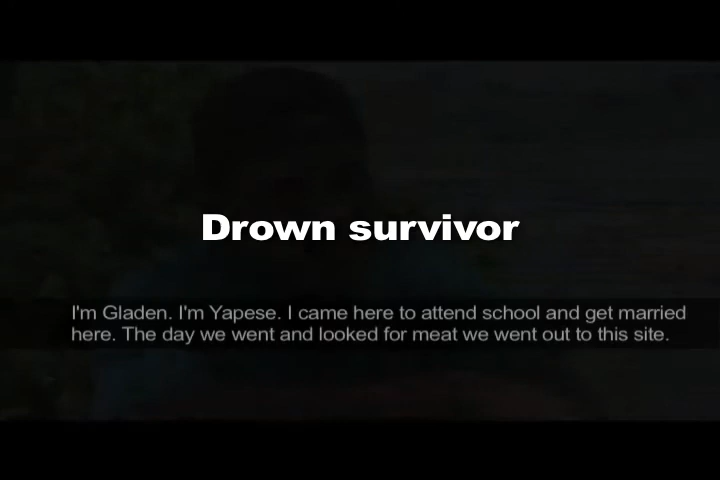 Drown survivor
I'm Gladen. I'm Yapese. I came here to attend school and get married
here. The day we went and looked for meat we went out to this site.